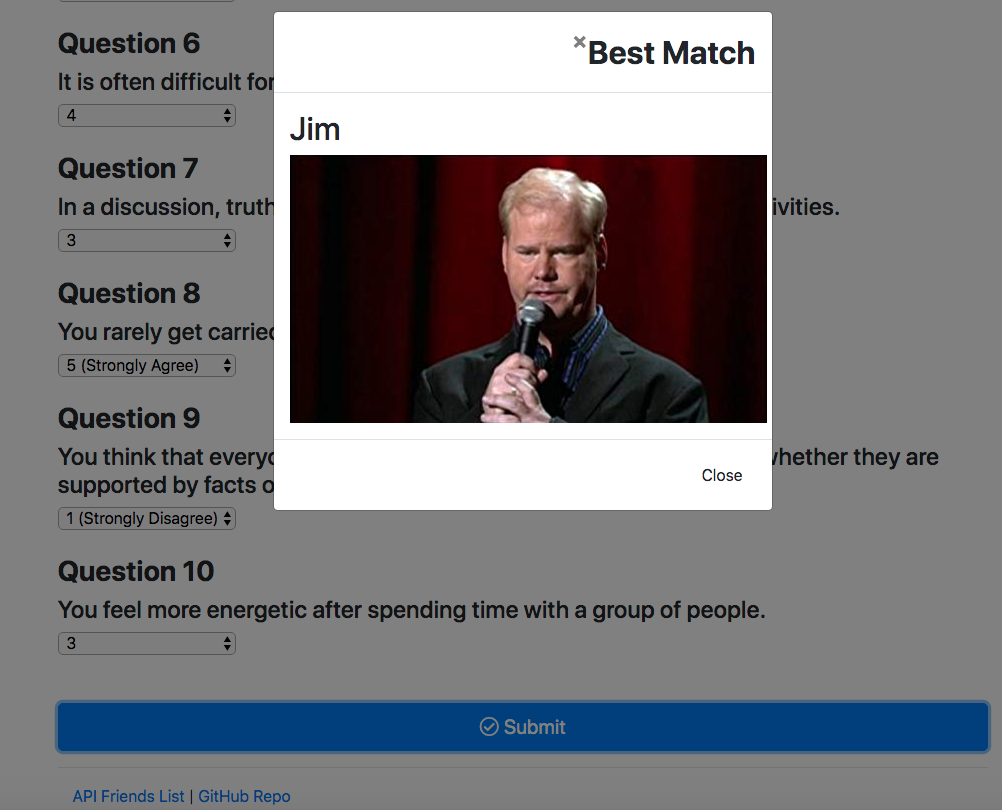 Question 6
It is often difficult for
4
Question 7
In a discussion, truth
3
Question 8
You rarely get carried
5 (Strongly Agree)
Question 9
You think that everyo
whether they are
supported by facts o
1 (Strongly Disagree)
Question 10
You feel more energetic after spending time with a group of people.
3
Submit
API Friends List | GitHub Repo
×
Best Match
Jim
Close